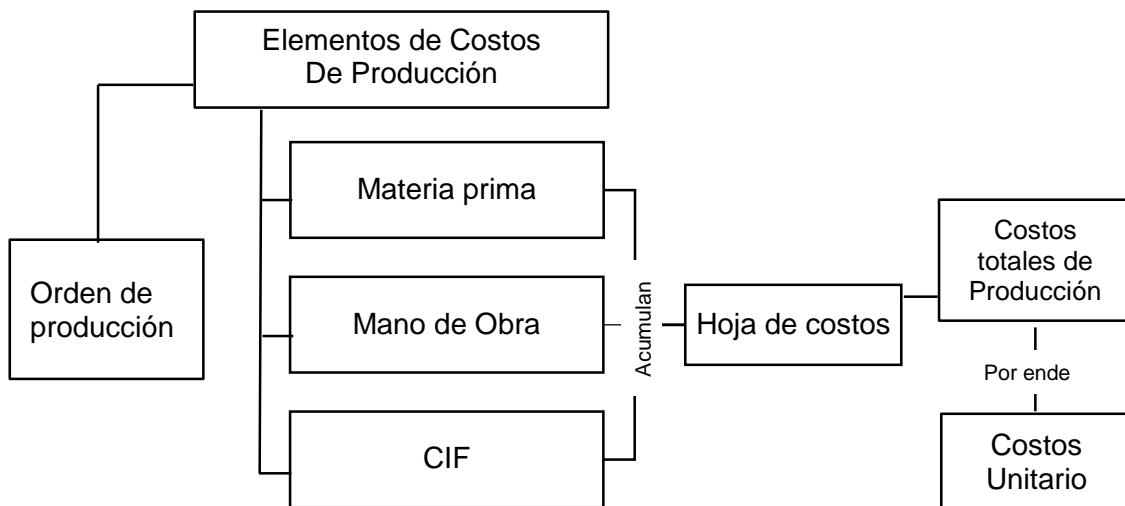 Elementos de Costos
De Producción
Materia prima
Orden de
producción
Mano de Obra
CIF
Acumulan
Hoja de costos
Costos
totales de
Producción
Por ende
Costos
Unitario